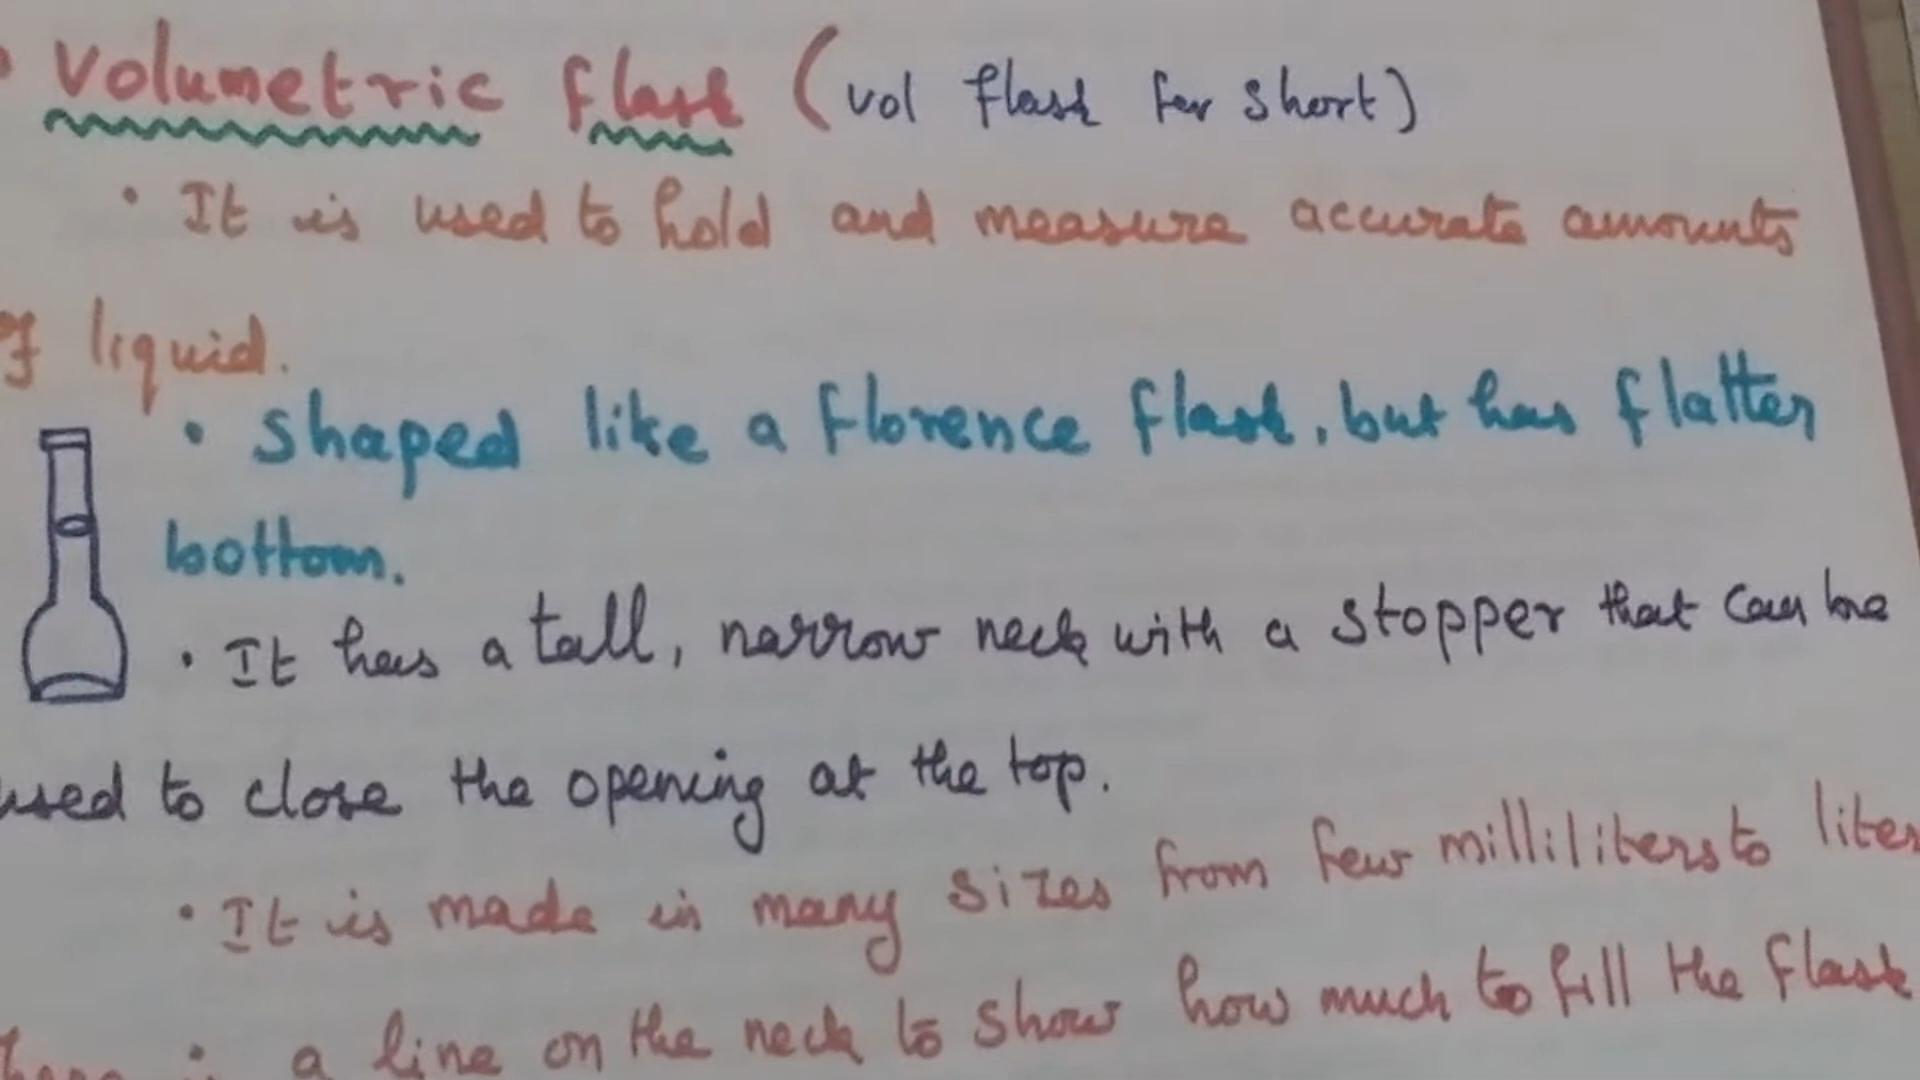 Volumetric flask (vol flask for short)
• It is used to hold and measure accurate amounts
of liquid.
• shaped like a florence flask, but has flatter
bottom.
• It has a tall, narrow neck with a stopper that can be
used to close the opening at the top.
• It is made in many sizes from few milliliters to liter
a line on the neck to show how much to fill the flask